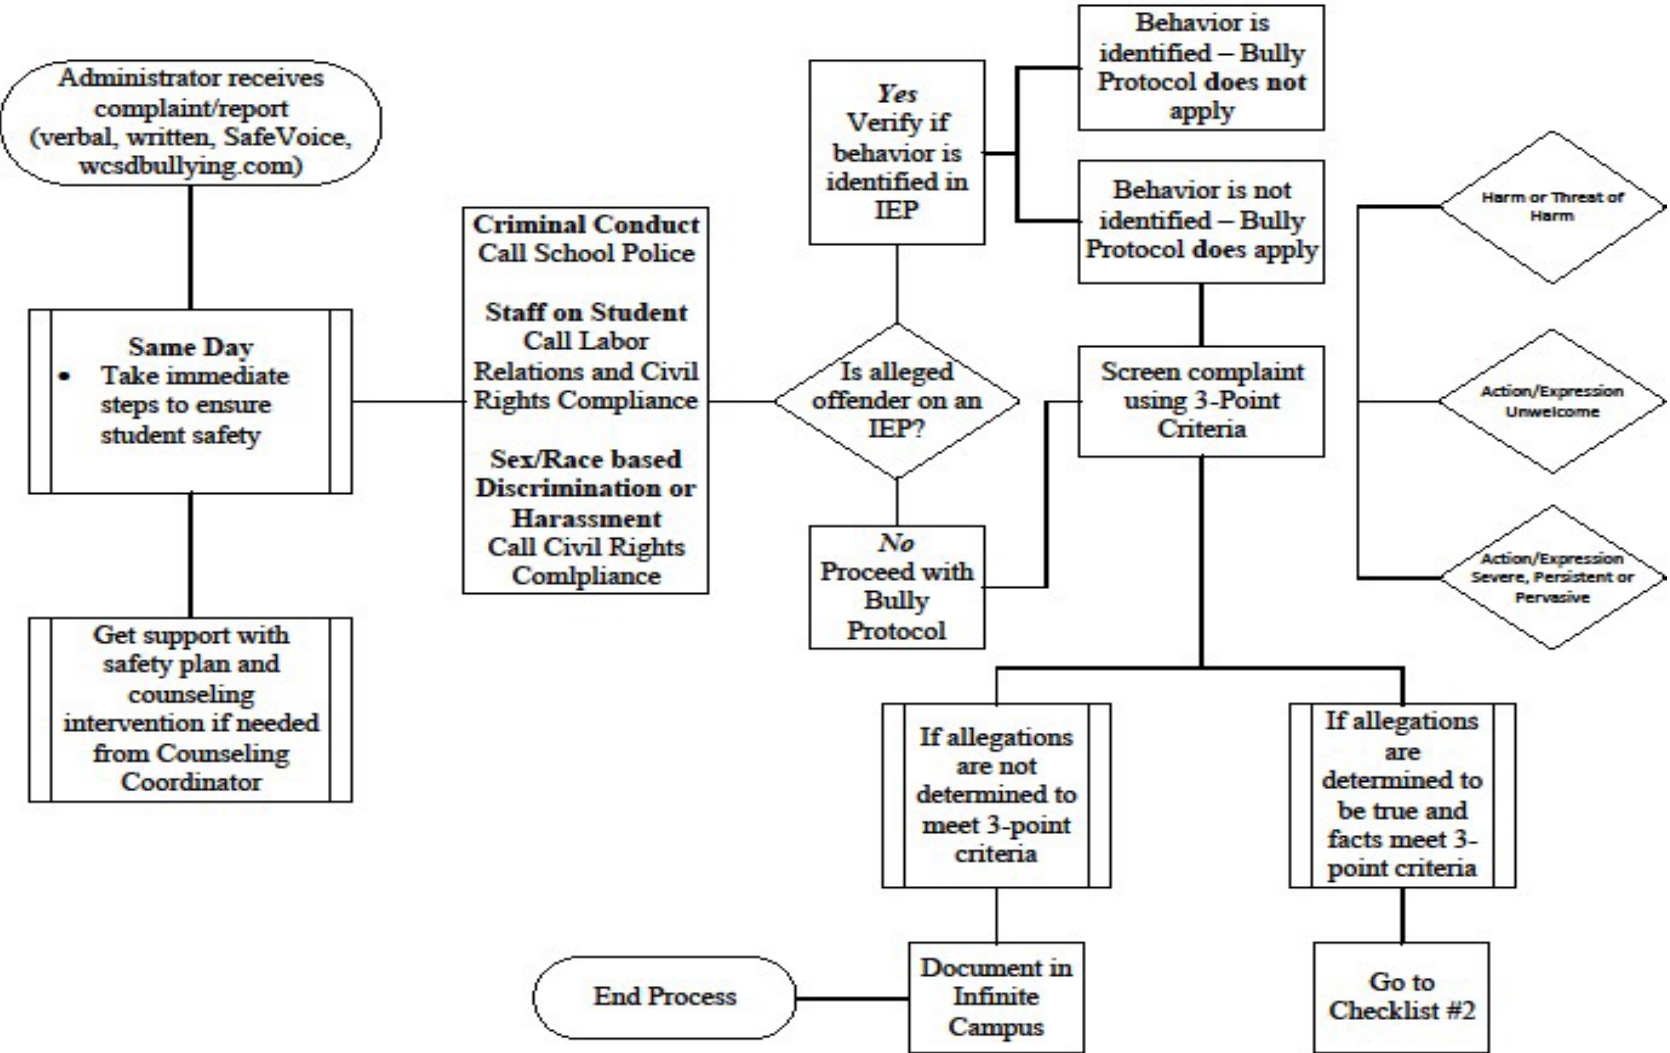 Administrator receives
complaint/report
(verbal, written, SafeVoice,
wcsdbullying.com)
Same Day
• Take immediate
steps to ensure
student safety
Get support with
safety plan and
counseling
intervention if needed
from Counseling
Coordinator
Criminal Conduct
Call School Police
Staff on Student
Call Labor
Relations and Civil
Rights Compliance
Sex/Race based
Discrimination or
Harassment
Call Civil Rights
Comlpliance
Is alleged
offender on an
IEP?
Yes
Verify if
behavior is
identified in
IEP
No
Proceed with
Bully
Protocol
Behavior is
identified – Bully
Protocol does not
apply
Behavior is not
identified – Bully
Protocol does apply
Screen complaint
using 3-Point
Criteria
Harm or Threat of
Harm
Action/Expression
Unwelcome
Action/Expression
Severe, Persistent or
Pervasive
If allegations
are not
determined to
meet 3-point
criteria
If allegations
are
determined to
be true and
facts meet 3-
point criteria
Document in
Infinite
Campus
End Process
Go to
Checklist #2